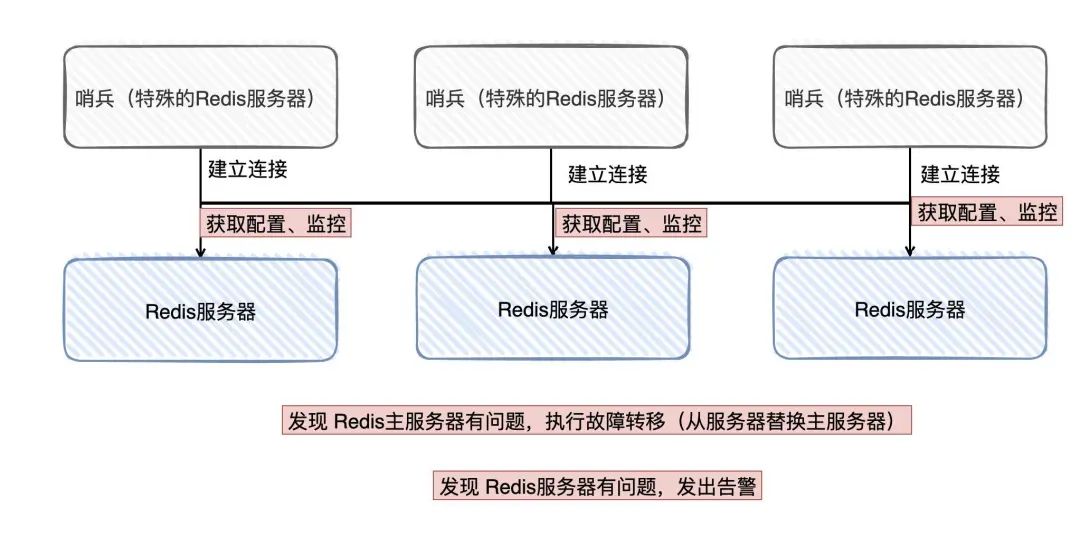 哨兵（特殊的Redis服务器）
哨兵（特殊的Redis服务器）
哨兵（特殊的Redis服务器）
建立连接
建立连接
建立连接
获取配置、监控
获取配置、监控
获取配置、监控
Redis服务器
Redis服务器
Redis服务器
发现 Redis主服务器有问题，执行故障转移（从服务器替换主服务器）
发现 Redis服务器有问题，发出告警